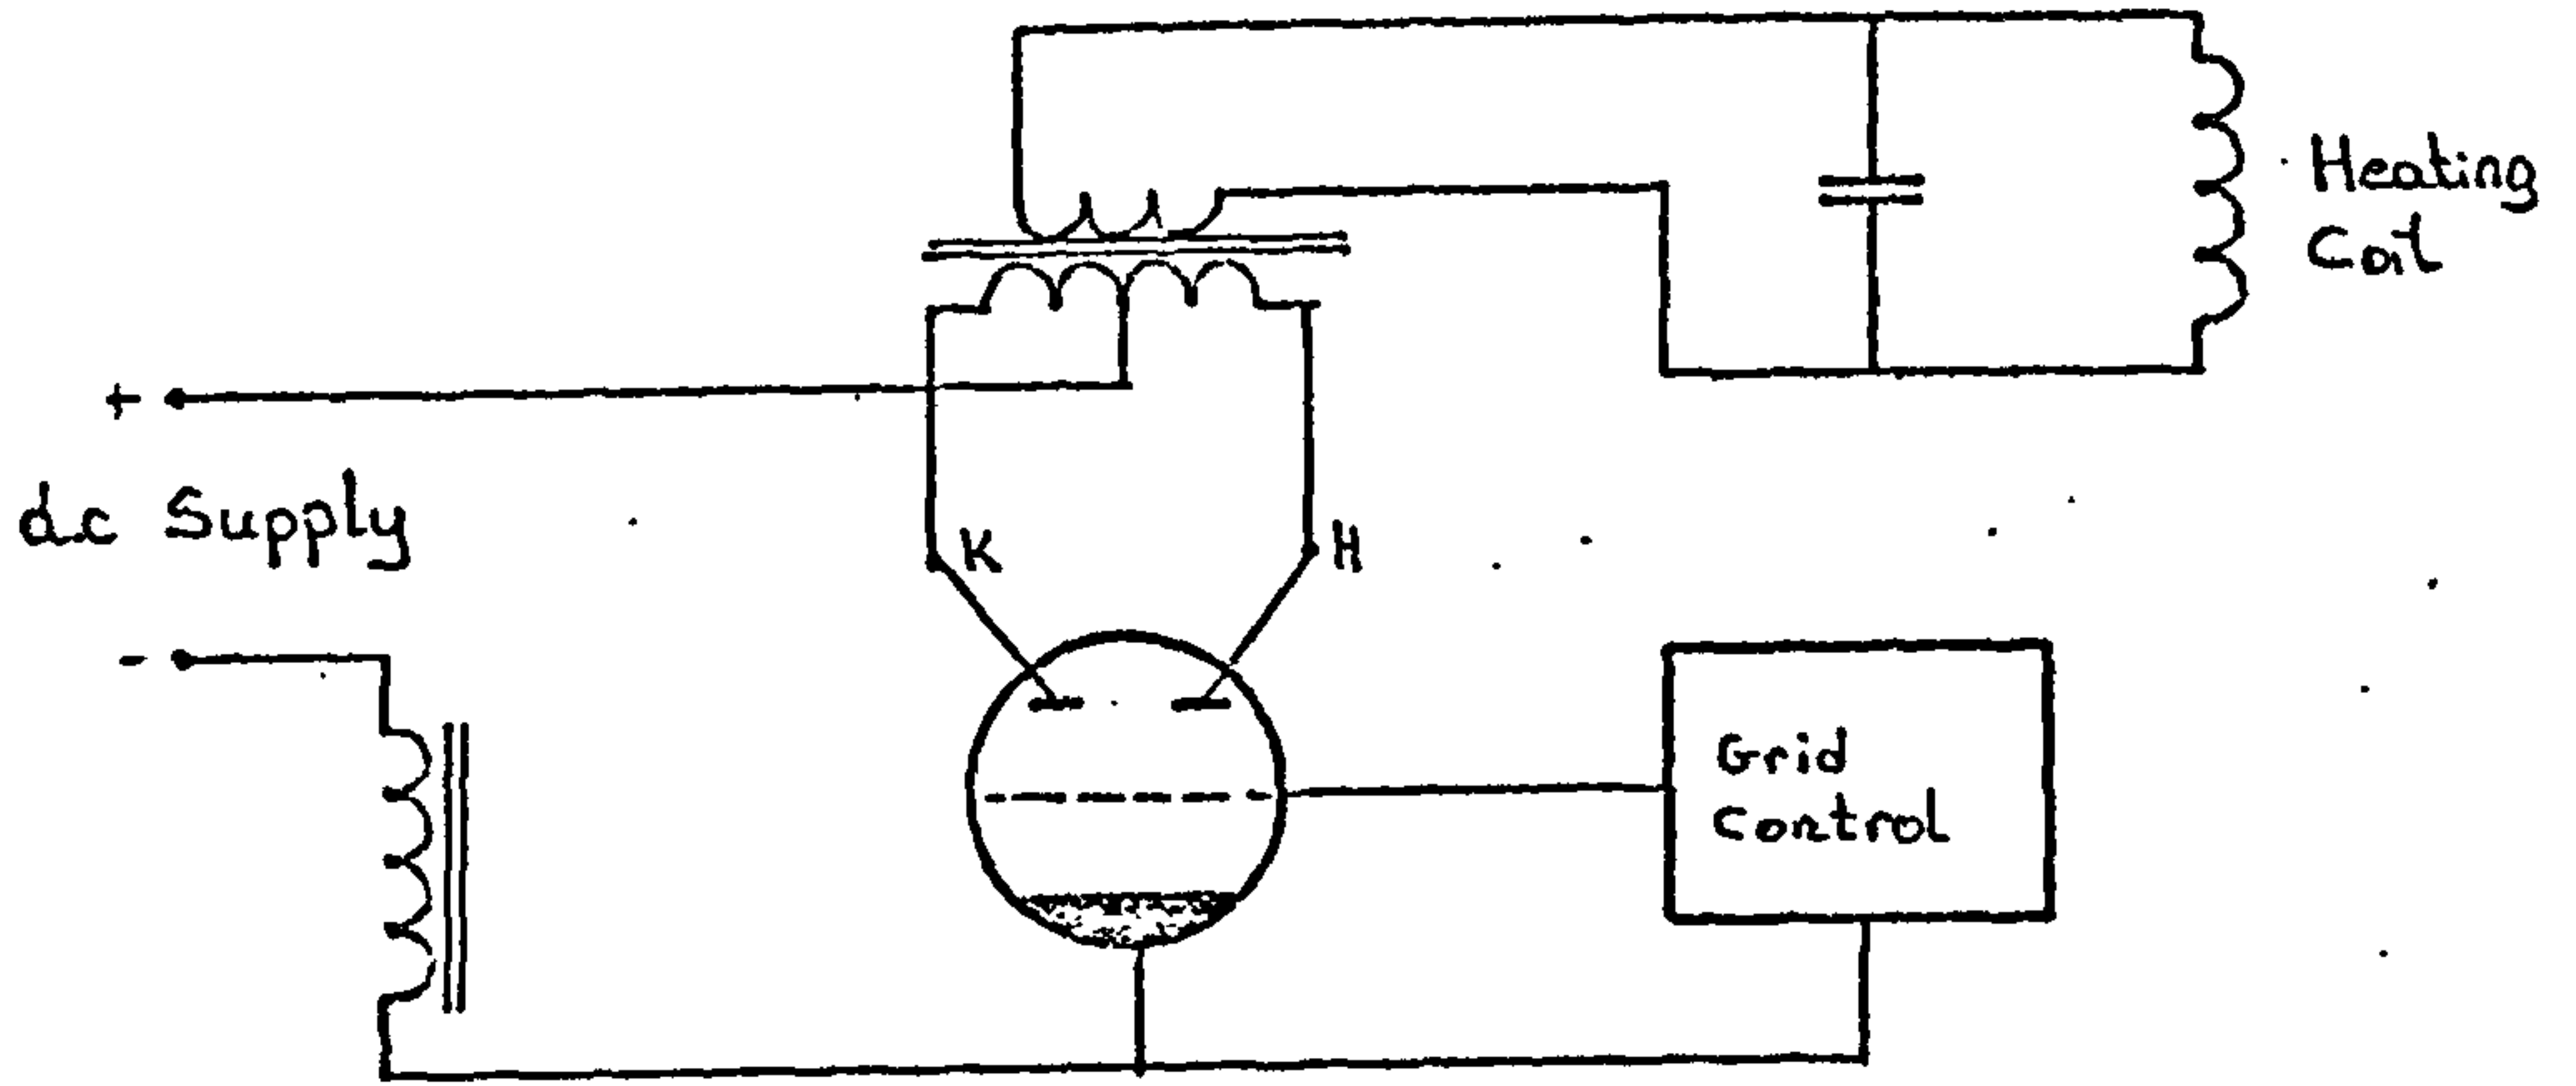 Heating
Coil
+
d.c Supply
-
K
H
Grid
Control